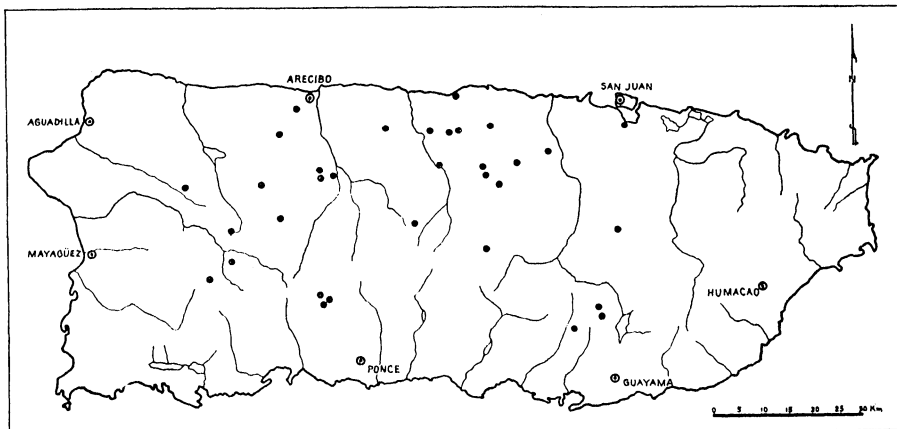 ARECIBO
SAN JUAN
N
AGUADILLA
MAYAGÜEZ
HUMACAO
PONCE
GUAYAMA
0 5 10 15 20 25 30 Km